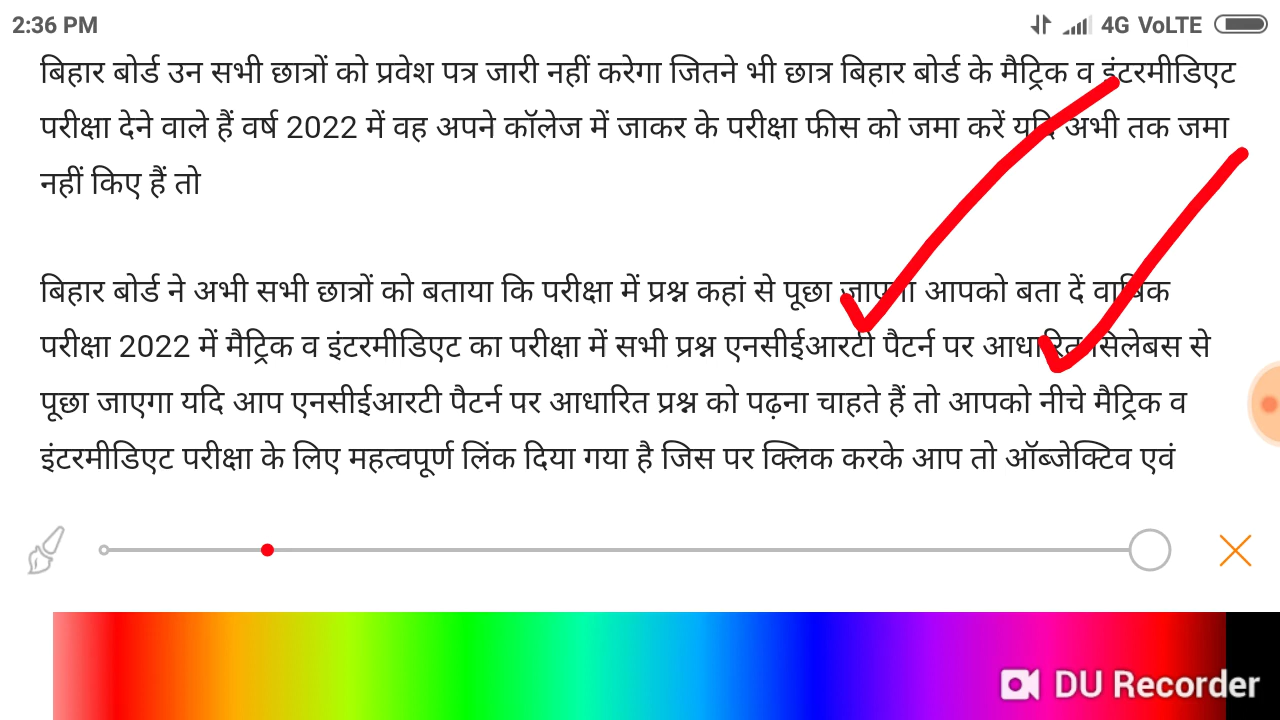 2:36 PM 4G VoLTE
बिहार बोर्ड उन सभी छात्रों को प्रवेश पत्र जारी नहीं करेगा जितने भी छात्र बिहार बोर्ड के मैट्रिक व इंटरमीडिएट
परीक्षा देने वाले हैं वर्ष 2022 में वह अपने कॉलेज में जाकर के परीक्षा फीस को जमा करें यदि अभी तक जमा
नहीं किए हैं तो
बिहार बोर्ड ने अभी सभी छात्रों को बताया कि परीक्षा में प्रश्न कहां से पूछा जाएगा आपको बता दें वार्षिक
परीक्षा 2022 में मैट्रिक व इंटरमीडिएट का परीक्षा में सभी प्रश्न एनसीईआरटी पैटर्न पर आधारित सिलेबस से
पूछा जाएगा यदि आप एनसीईआरटी पैटर्न पर आधारित प्रश्न को पढ़ना चाहते हैं तो आपको नीचे मैट्रिक व
इंटरमीडिएट परीक्षा के लिए महत्वपूर्ण लिंक दिया गया है जिस पर क्लिक करके आप तो ऑब्जेक्टिव एवं
DU Recorder